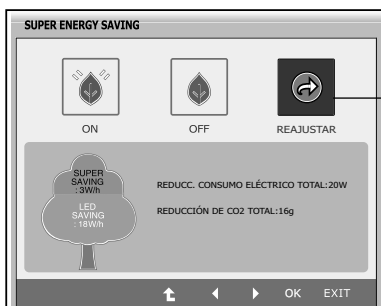 SUPER ENERGY SAVING
ON OFF REAJUSTAR
SUPER
SAVING
: 3W/h
LED
SAVING
: 18W/h
REDUCC. CONSUMO ELÉCTRICO TOTAL:20W
REDUCCIÓN DE CO2 TOTAL:16g
OK EXIT